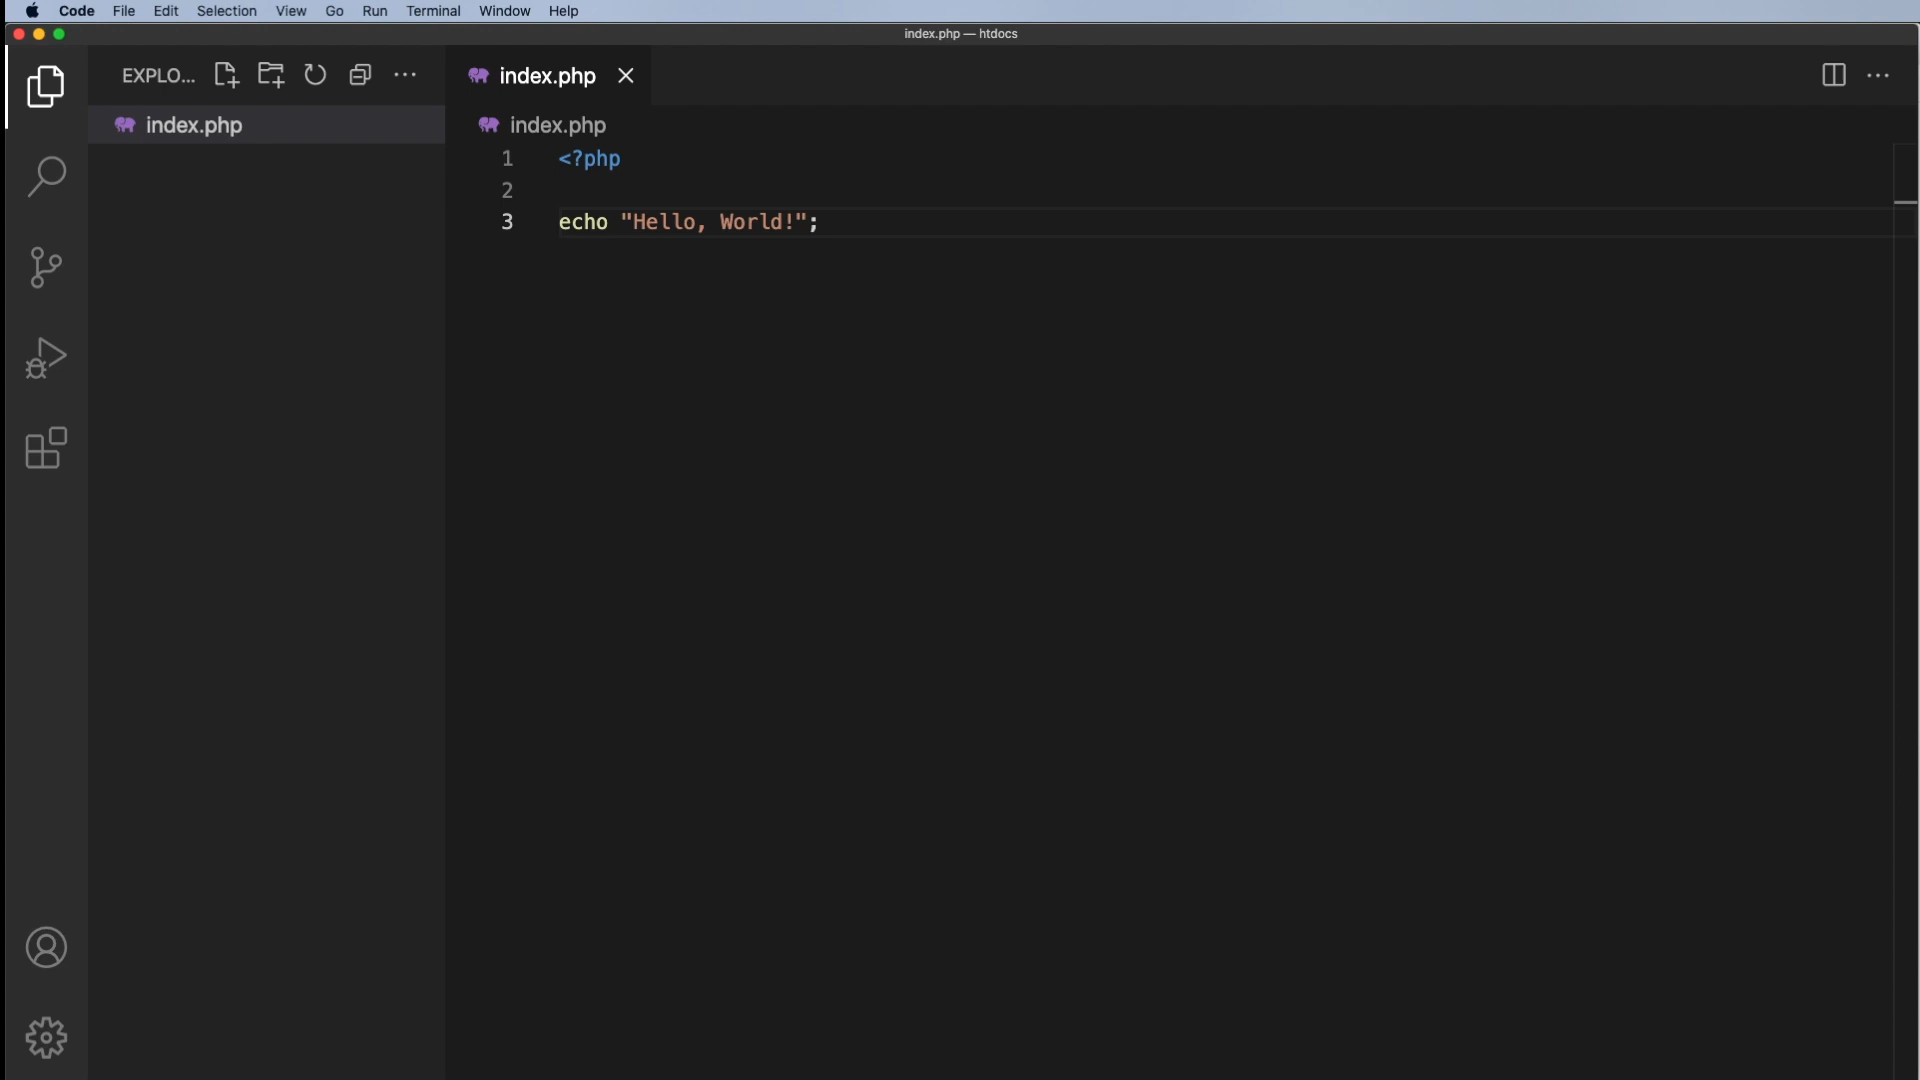 Code File Edit Selection View Go Run Terminal Window Help
index.php — htdocs
EXPLO...
index.php
index.php
index.php
1 <?php
2
3 echo "Hello, World!";